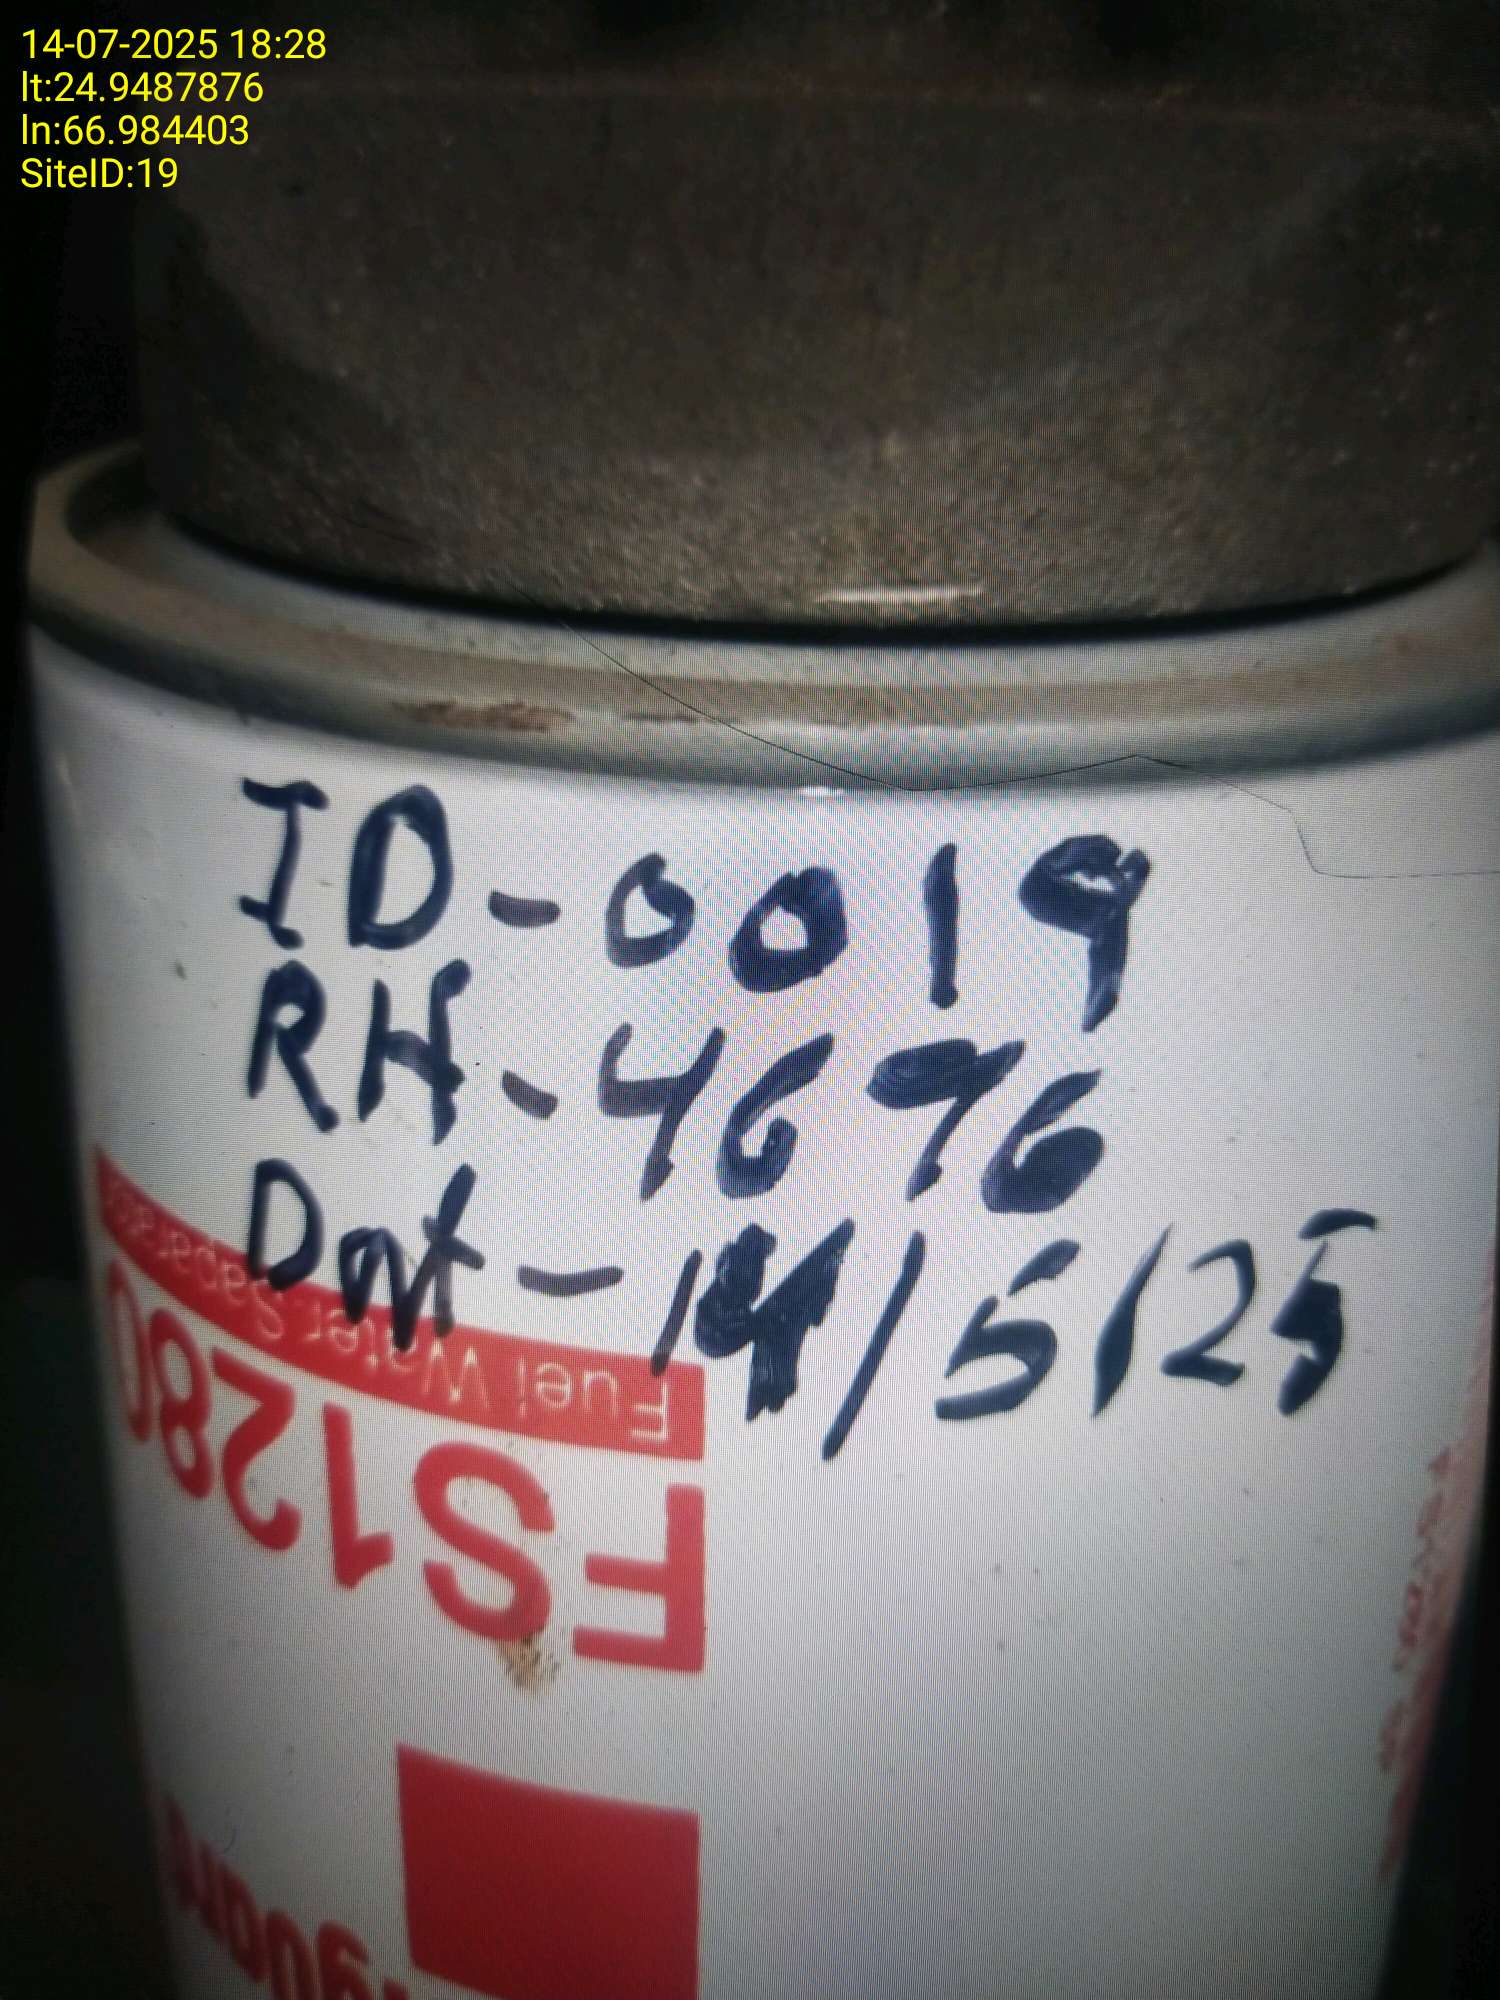 14-07-2025 18:28
lt:24.9487876
ln:66.984403
SiteID:19
ID-0019
RH-4676
Dat-14/5/25
Fuel Water Separator
FS1280